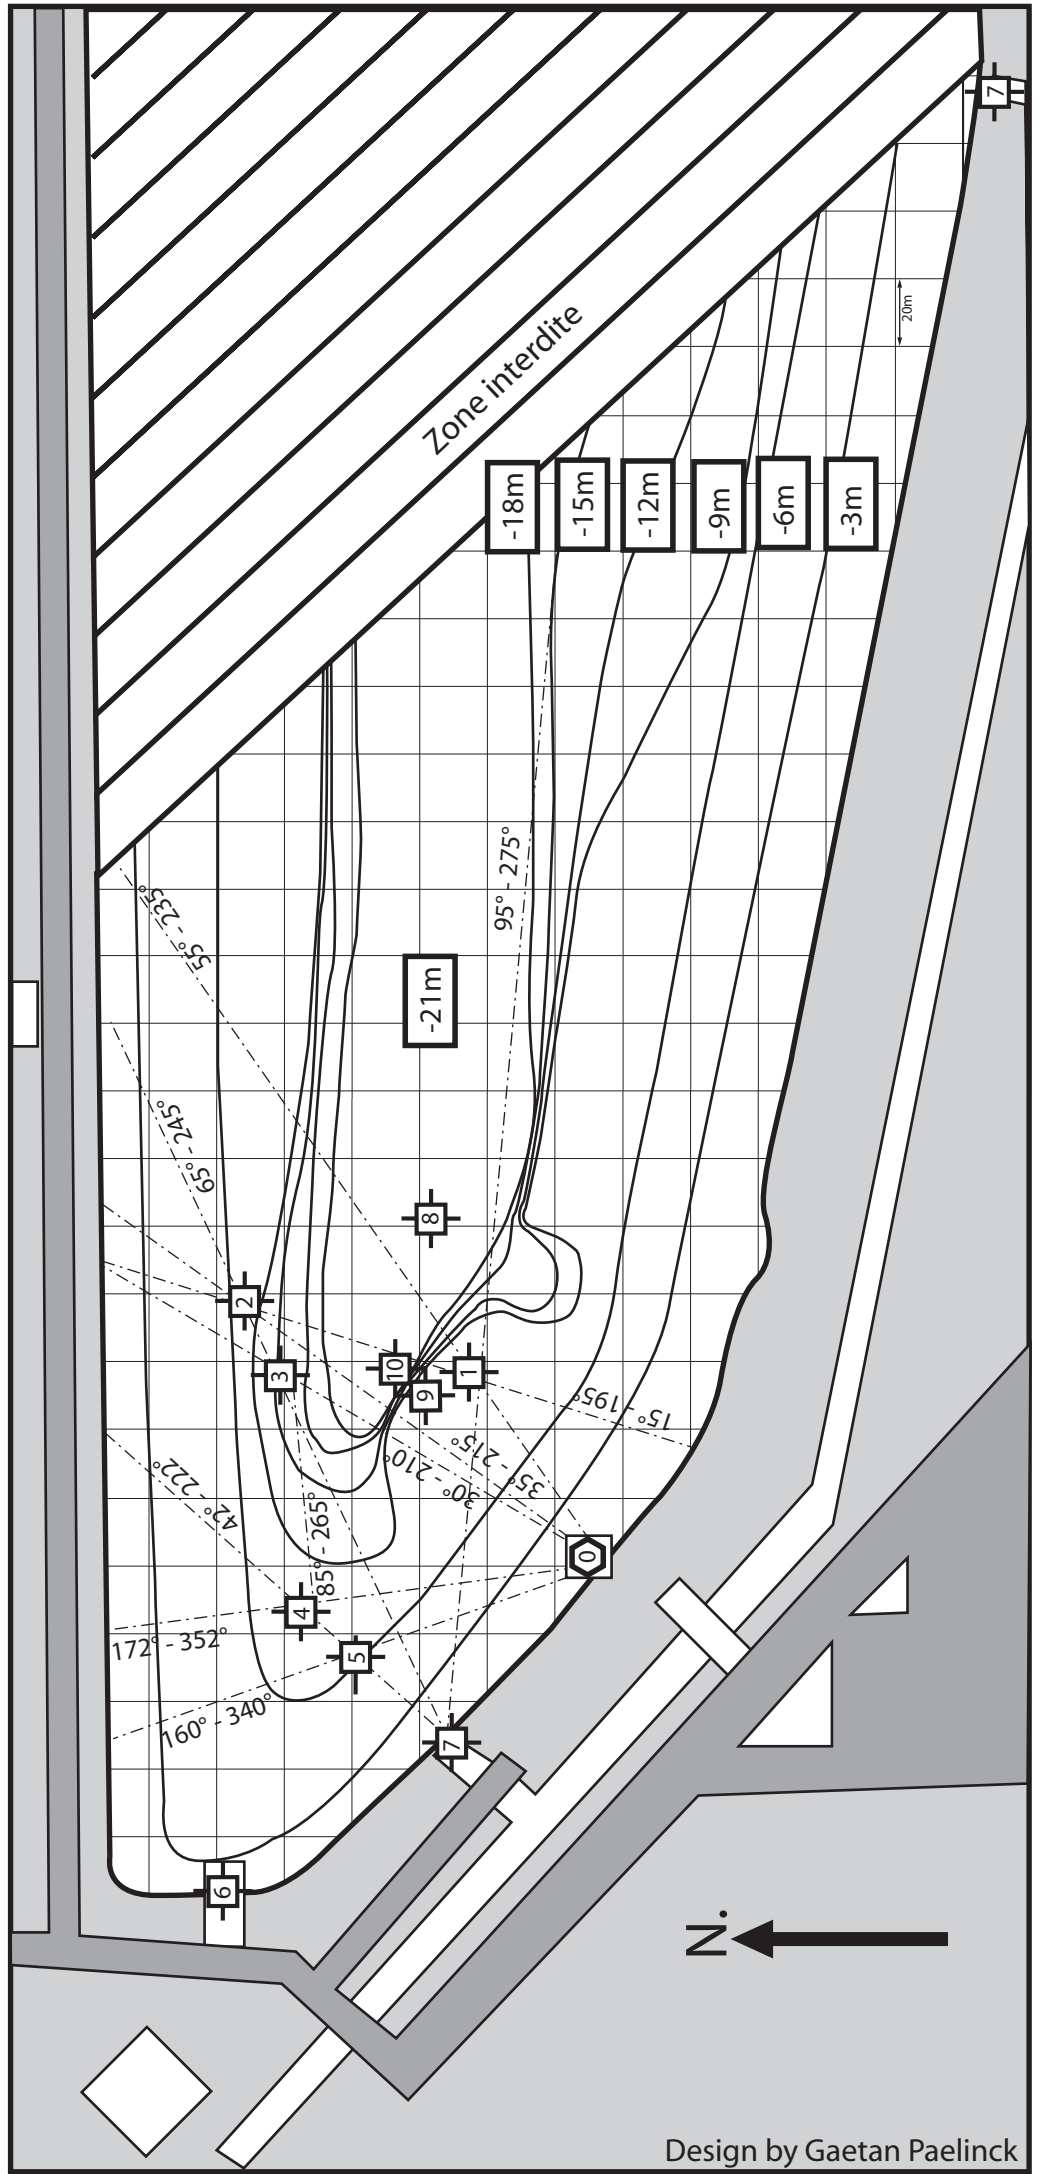 7
20m
Zone interdite
-18m
-15m
-12m
-9m
-6m
-3m
95° - 275°
55° - 235°
-21m
65° - 245°
8
2
3
10
9
1
15° - 195°
35° - 215°
30° - 210°
42° - 222°
85° - 265°
0
4
172° - 352°
5
160° - 340°
7
6
N.
Design by Gaetan Paelinck